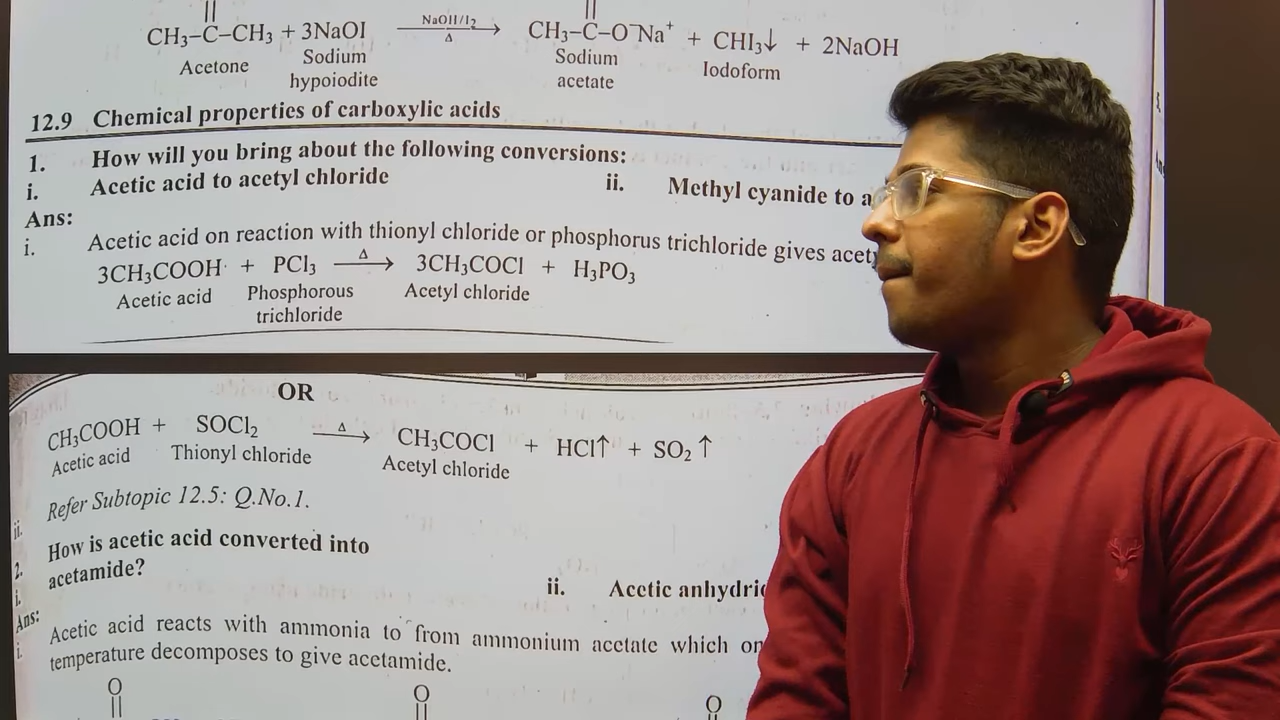 CH₃–C–CH₃ + 3NaOI NaOH/I₂ Δ → CH₃–C–O⁻Na⁺ + CHI₃↓ + 2NaOH
Acetone Sodium hypoiodite Sodium acetate Iodoform
12.9 Chemical properties of carboxylic acids
1. How will you bring about the following conversions:
i. Acetic acid to acetyl chloride ii. Methyl cyanide to a
Ans:
i. Acetic acid on reaction with thionyl chloride or phosphorus trichloride gives acety
3CH₃COOH + PCl₃ Δ → 3CH₃COCl + H₃PO₃
Acetic acid Phosphorous trichloride Acetyl chloride
OR
CH₃COOH + SOCl₂ Δ → CH₃COCl + HCl↑ + SO₂↑
Acetic acid Thionyl chloride Acetyl chloride
ii. Refer Subtopic 12.5: Q.No.1.
2. How is acetic acid converted into
i. acetamide? ii. Acetic anhydri
Ans:
i. Acetic acid reacts with ammonia to from ammonium acetate which on
temperature decomposes to give acetamide.
O O O